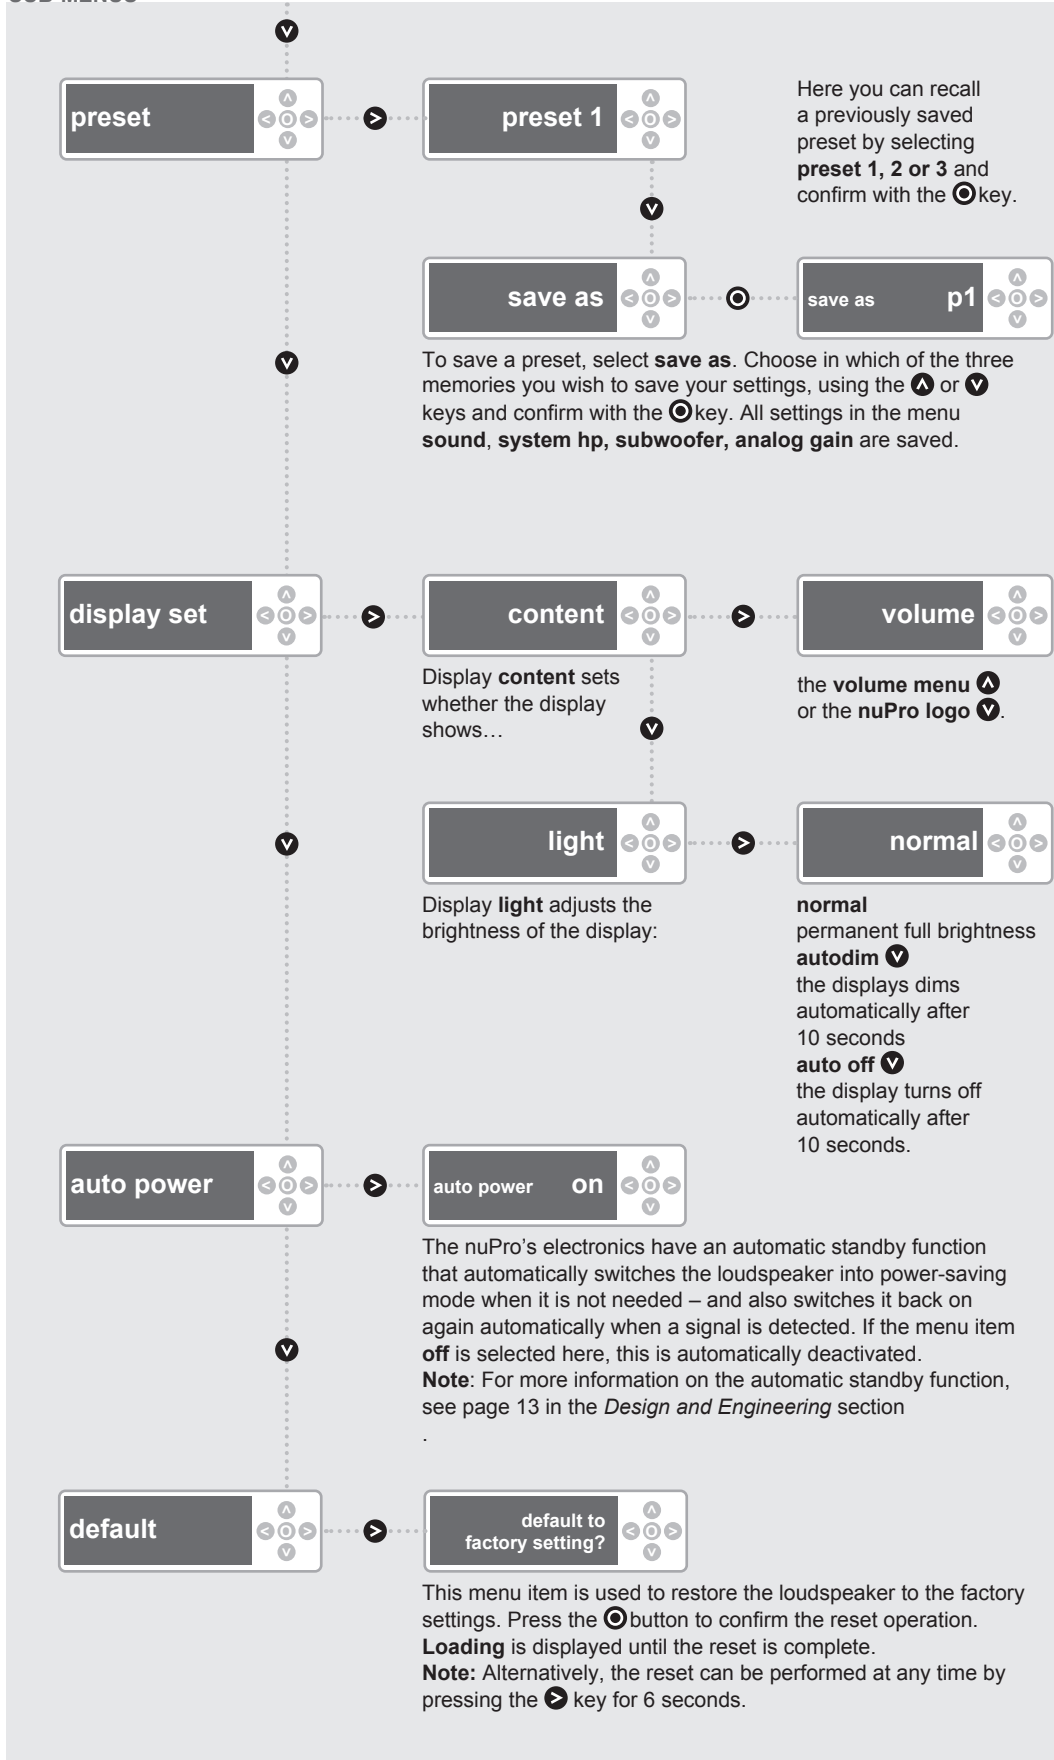 SUB-MENUS
preset
preset 1
Here you can recall
a previously saved
preset by selecting
preset 1, 2 or 3 and
confirm with the key.
save as
save as p1
To save a preset, select save as. Choose in which of the three
memories you wish to save your settings, using the or
keys and confirm with the key. All settings in the menu
sound, system hp, subwoofer, analog gain are saved.
display set
content
volume
Display content sets
whether the display
shows…
the volume menu
or the nuPro logo .
light
normal
Display light adjusts the
brightness of the display:
normal
permanent full brightness
autodim
the displays dims
automatically after
10 seconds
auto off
the display turns off
automatically after
10 seconds.
auto power
auto power on
The nuPro’s electronics have an automatic standby function
that automatically switches the loudspeaker into power-saving
mode when it is not needed – and also switches it back on
again automatically when a signal is detected. If the menu item
off is selected here, this is automatically deactivated.
Note: For more information on the automatic standby function,
see page 13 in the Design and Engineering section
.
default
default to
factory setting?
This menu item is used to restore the loudspeaker to the factory
settings. Press the button to confirm the reset operation.
Loading is displayed until the reset is complete.
Note: Alternatively, the reset can be performed at any time by
pressing the key for 6 seconds.